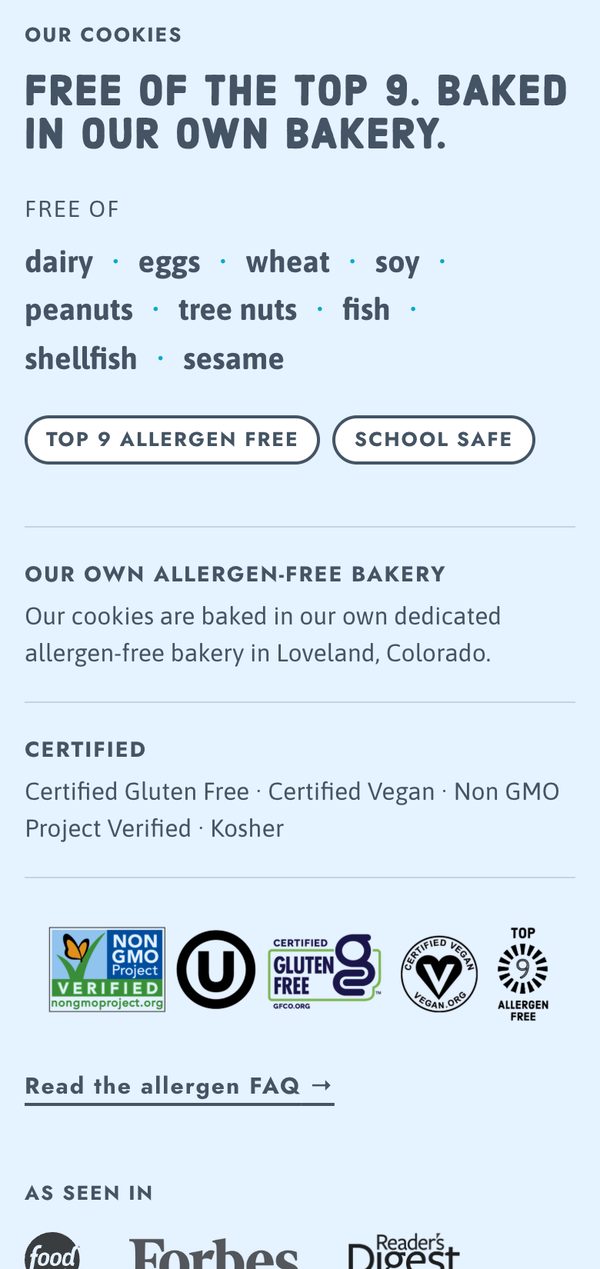 OUR COOKIES
FREE OF THE TOP 9. BAKED
IN OUR OWN BAKERY.
FREE OF
dairy · eggs · wheat · soy ·
peanuts · tree nuts · fish ·
shellfish · sesame
TOP 9 ALLERGEN FREE SCHOOL SAFE
OUR OWN ALLERGEN-FREE BAKERY
Our cookies are baked in our own dedicated
allergen-free bakery in Loveland, Colorado.
CERTIFIED
Certified Gluten Free · Certified Vegan · Non GMO
Project Verified · Kosher
NON
GMO
Project
VERIFIED
nongmoproject.org
U
CERTIFIED
GLUTEN
FREE
g
GFCO.ORG
TM
CERTIFIED VEGAN
V
VEGAN.ORG
TOP
9
ALLERGEN
FREE
Read the allergen FAQ →
AS SEEN IN
food
Forbes
Reader's
Digest